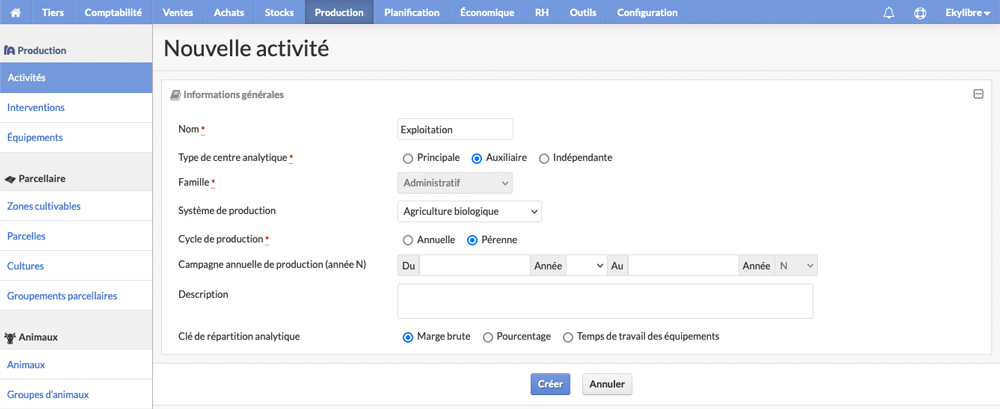 Tiers Comptabilité Ventes Achats Stocks Production Planification Économique RH Outils Configuration Ekylibre
Production
Activités
Interventions
Équipements
Parcellaire
Zones cultivables
Parcelles
Cultures
Groupements parcellaires
Animaux
Animaux
Groupes d'animaux
Nouvelle activité
Informations générales
Nom * Exploitation
Type de centre analytique * Principale Auxiliaire Indépendante
Famille * Administratif
Système de production Agriculture biologique
Cycle de production * Annuelle Pérenne
Campagne annuelle de production (année N) Du Année Au Année N
Description
Clé de répartition analytique Marge brute Pourcentage Temps de travail des équipements
Créer Annuler